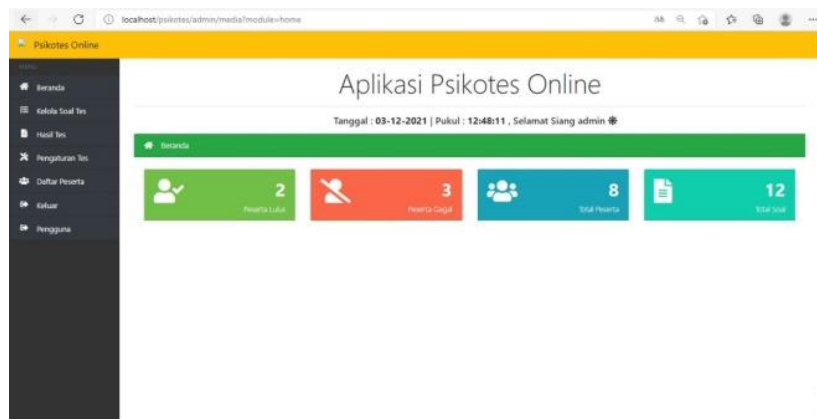 localhost/psikotes/admin/media?module=home
Psikotes Online
MENU
Beranda
Kelola Soal Tes
Hasil Tes
Pengaturan Tes
Daftar Peserta
Keluar
Pengguna
Aplikasi Psikotes Online
Tanggal : 03-12-2021 | Pukul : 12:48:11 , Selamat Siang admin
Beranda
2
Peserta Lulus
3
Peserta Gagal
8
Total Peserta
12
Total Soal